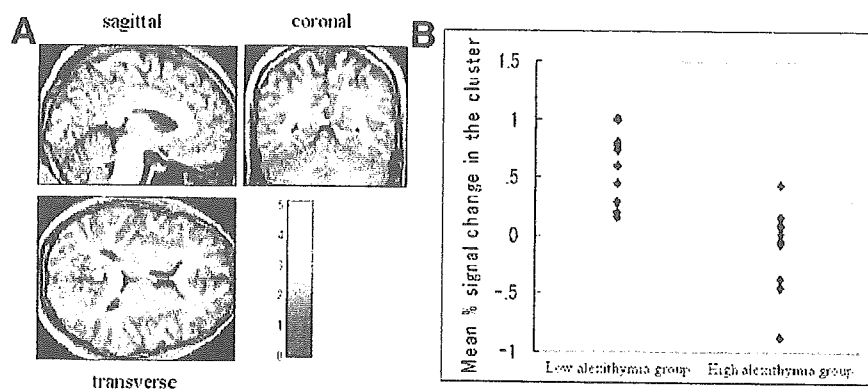 A
sagittal
coronal
transverse
5
4
3
2
1
0
B
Mean % signal change in the cluster
1.5
1
.5
0
-.5
-1
Low alexithymia group
High alexithymia group